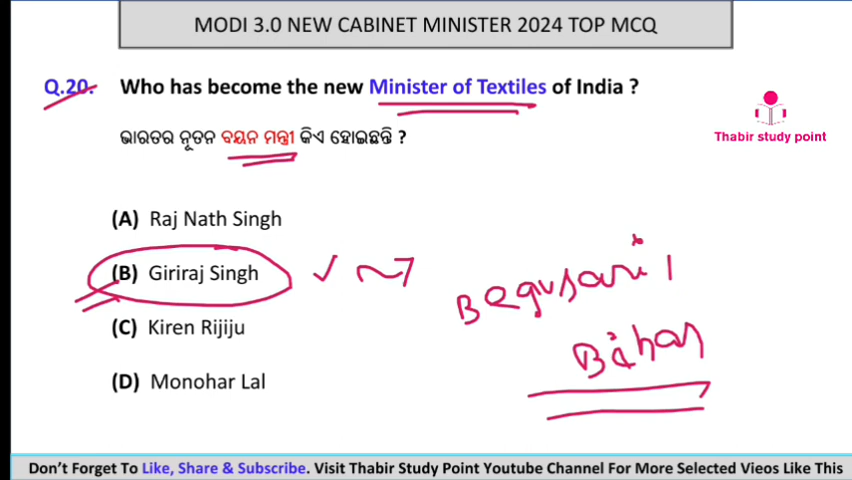 MODI 3.0 NEW CABINET MINISTER 2024 TOP MCQ
Q.20. Who has become the new Minister of Textiles of India ?
ଭାରତର ନୂତନ ବୟନ ମନ୍ତ୍ରୀ କିଏ ହୋଇଛନ୍ତି ?
Thabir study point
(A) Raj Nath Singh
(B) Giriraj Singh
(C) Kiren Rijiju
(D) Monohar Lal
Begusarai
Bihar
Don't Forget To Like, Share & Subscribe. Visit Thabir Study Point Youtube Channel For More Selected Vieos Like This